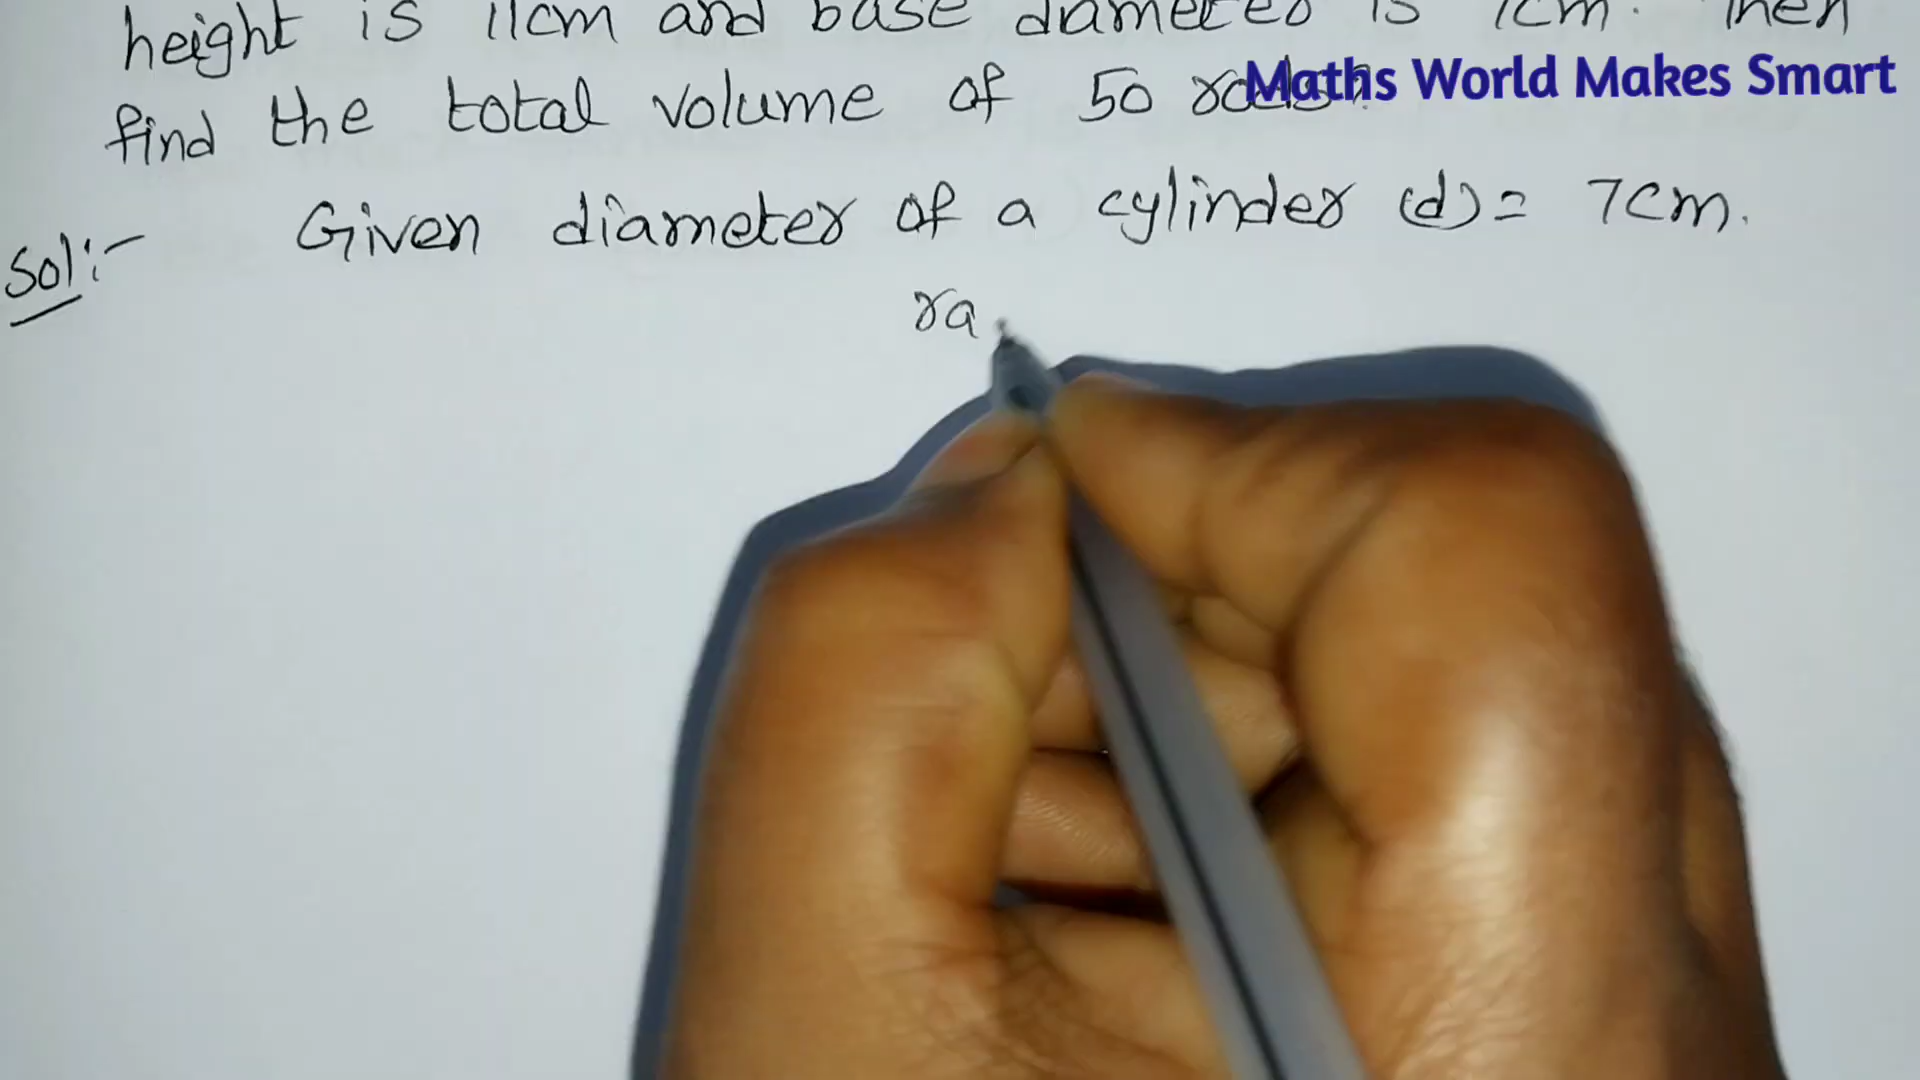 height is 11cm and base diameter is 7cm. Then
find the total volume of 50 rods?
Maths World Makes Smart
Sol:- Given diameter of a cylinder (d) = 7cm.
ra